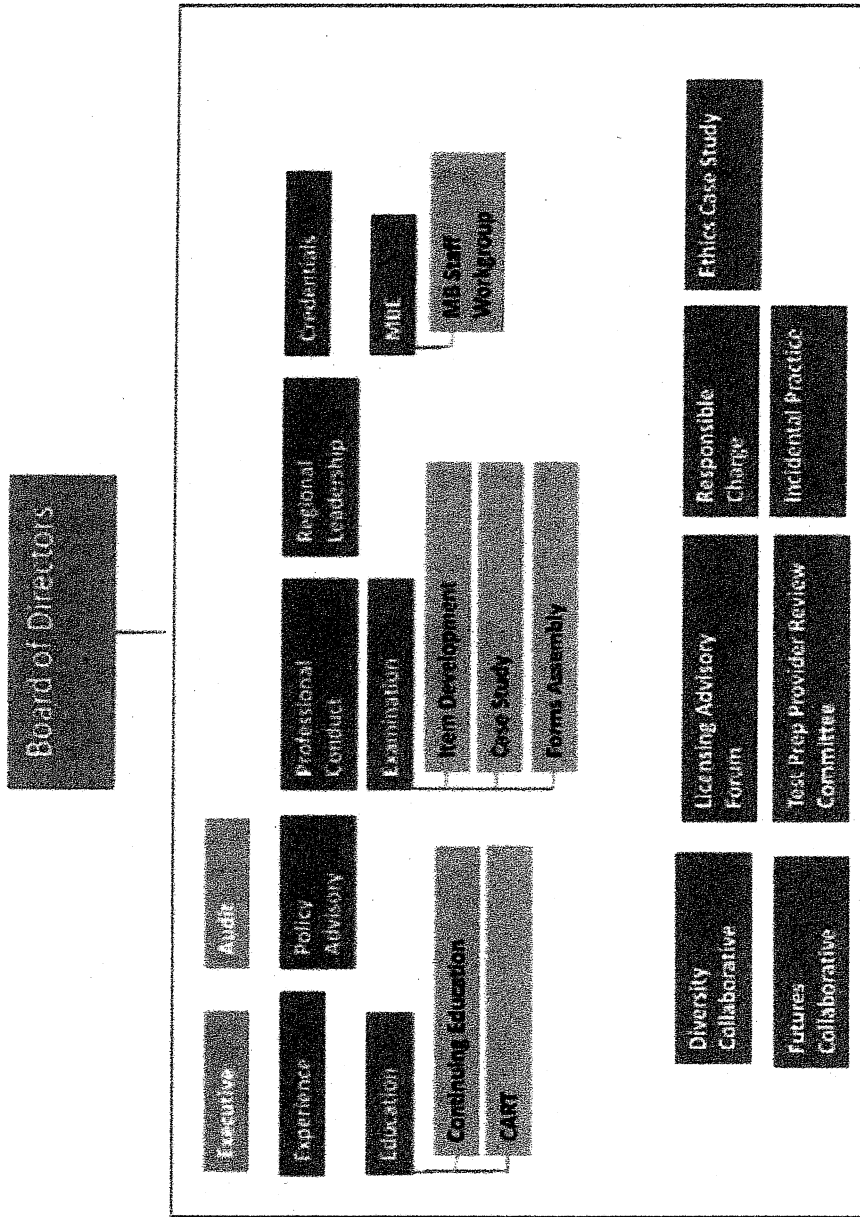 Board of Directors
Executive
Audit
Experience
Policy
Advisory
Professional
Conduct
Regional
Leadership
Credentials
Education
Examination
MBE
Continuing Education
CART
Item Development
Case Study
Forms Assembly
MB Staff
Workgroup
Diversity
Collaborative
Licensing Advisory
Forum
Responsible
Charge
Ethics Case Study
Futures
Collaborative
Test Prep Provider Review
Committee
Incidental Practice